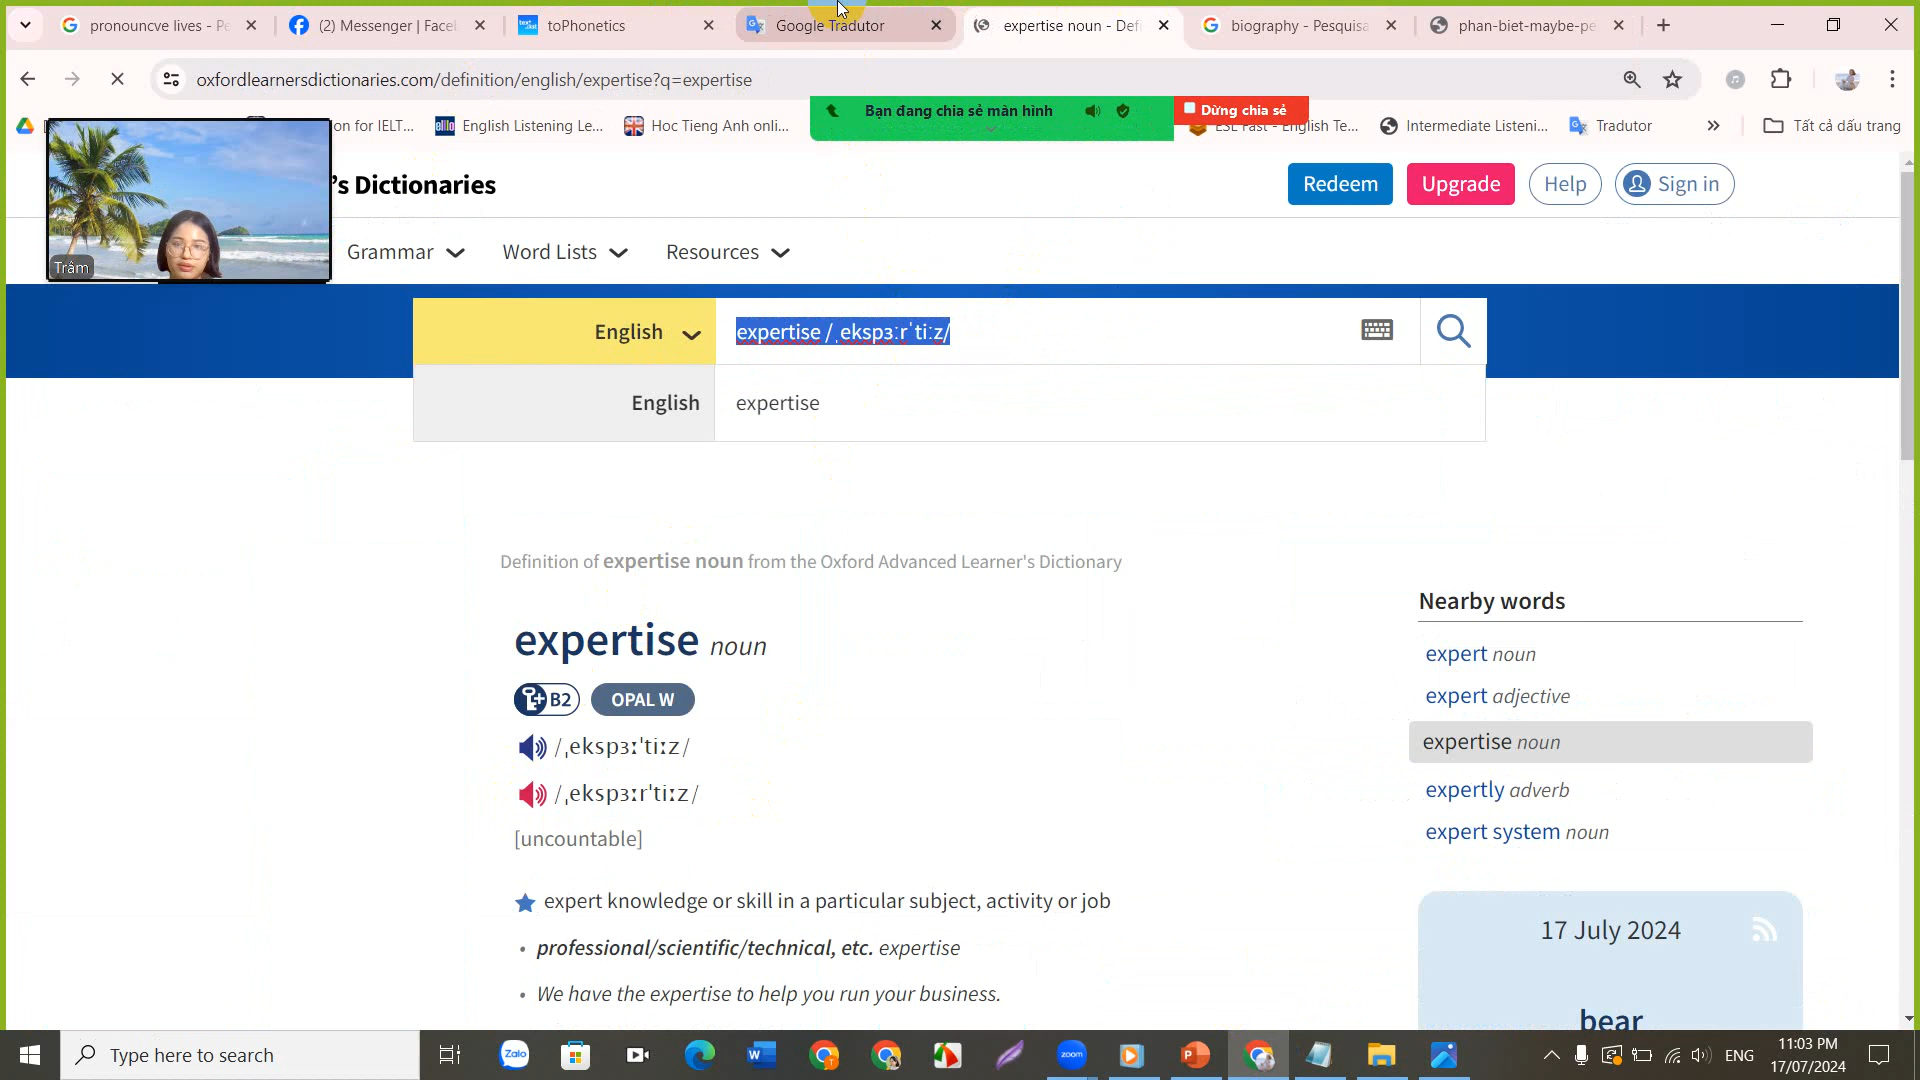 pronouncve lives - Pe
(2) Messenger | Face
toPhonetics
Google Tradutor
expertise noun - Defi
biography - Pesquisa
phan-biet-maybe-pe
oxfordlearnersdictionaries.com/definition/english/expertise?q=expertise
Bạn đang chia sẻ màn hình
Dừng chia sẻ
on for IELT...
English Listening Le...
Hoc Tieng Anh onli...
ESL Fast - English Te...
Intermediate Listeni...
Tradutor
Tất cả dấu trang
Trâm
's Dictionaries
Redeem
Upgrade
Help
Sign in
Grammar
Word Lists
Resources
English
expertise /ˌekspɜːrˈtiːz/
English
expertise
Definition of expertise noun from the Oxford Advanced Learner's Dictionary
expertise noun
B2
OPAL W
/ˌekspɜːˈtiːz/
/ˌekspɜːrˈtiːz/
[uncountable]
expert knowledge or skill in a particular subject, activity or job
• professional/scientific/technical, etc. expertise
• We have the expertise to help you run your business.
Nearby words
expert noun
expert adjective
expertise noun
expertly adverb
expert system noun
17 July 2024
bear
Type here to search
Zalo
zoom
ENG
11:03 PM
17/07/2024